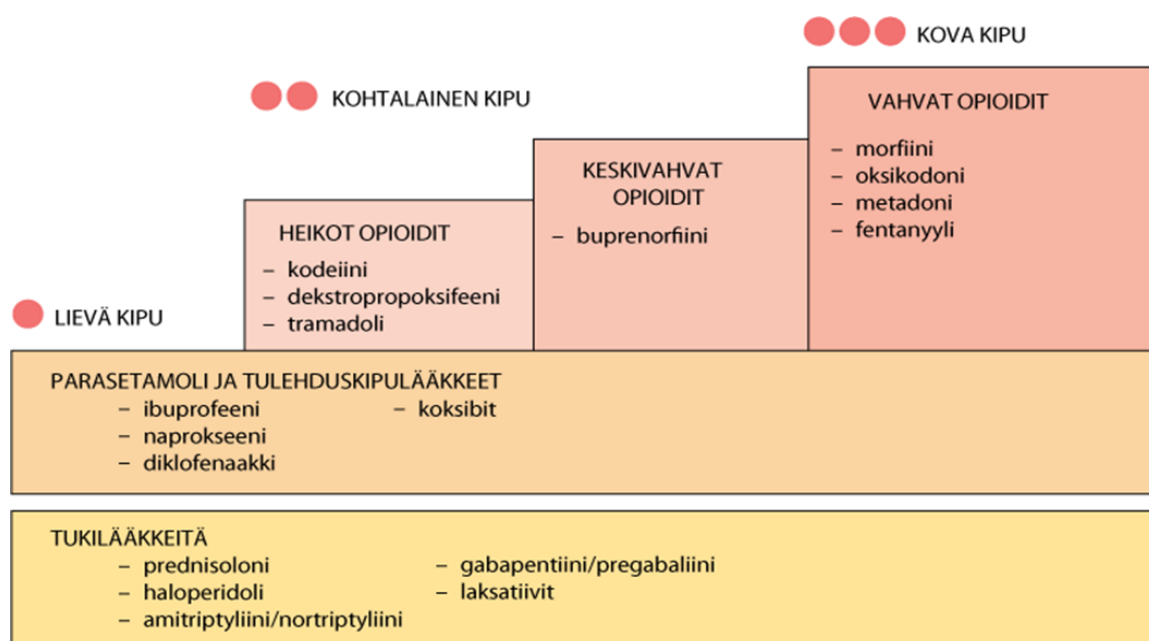 KOVA KIPU
KOHTALAINEN KIPU
VAHVAT OPIOIDIT
– morfiini
– oksikodoni
– metadoni
– fentanyyli
KESKIVAHVAT
OPIOIDIT
– buprenorfiini
HEIKOT OPIOIDIT
– kodeiini
– dekstropropoksifeeni
– tramadoli
LIEVÄ KIPU
PARASETAMOLI JA TULEHDUSKIPULÄÄKKEET
– ibuprofeeni
– naprokseeni
– diklofenaakki
– koksibit
TUKILÄÄKKEITÄ
– prednisoloni
– haloperidoli
– amitriptyliini/nortriptyliini
– gabapentiini/pregabaliini
– laksatiivit